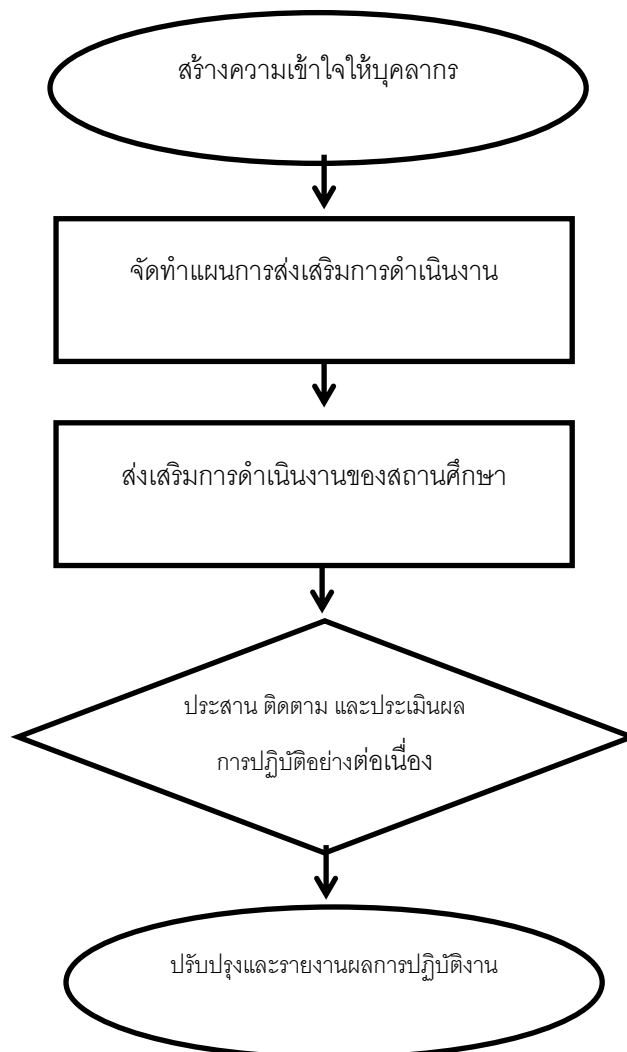 สร้างความเข้าใจให้บุคลากร
จัดทำแผนการส่งเสริมการดำเนินงาน
ส่งเสริมการดำเนินงานของสถานศึกษา
ประสาน ติดตาม และประเมินผล
การปฏิบัติอย่างต่อเนื่อง
ปรับปรุงและรายงานผลการปฏิบัติงาน